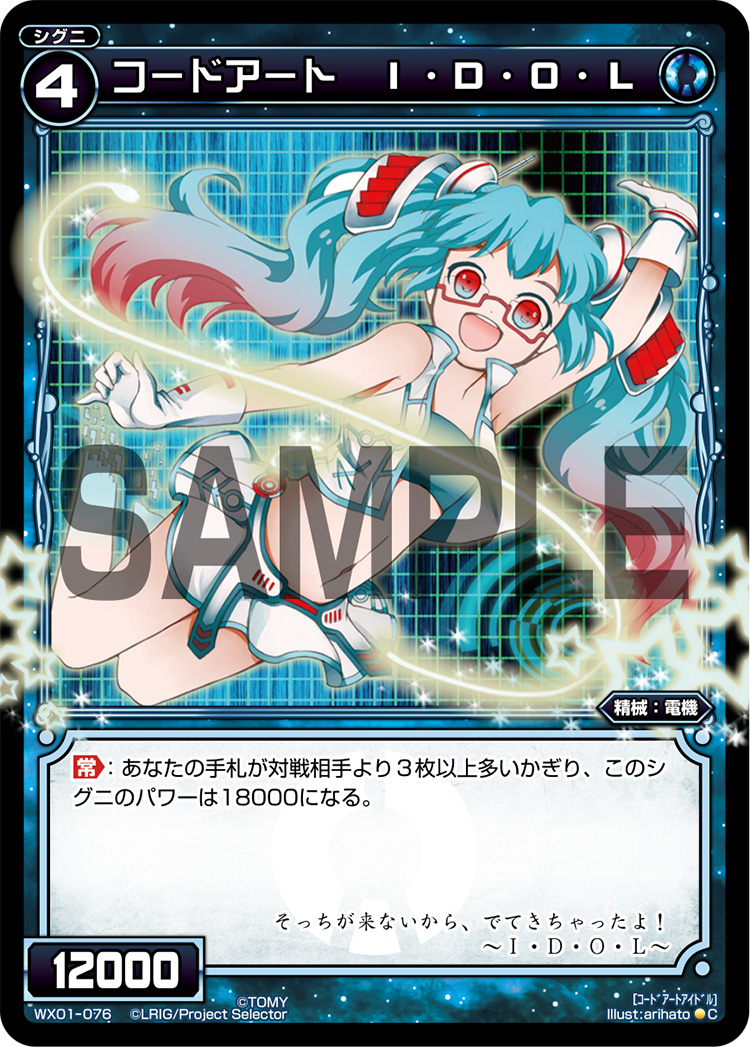 シグニ
4
コードアート　I・D・O・L
SAMPLE
精械：電機
常：あなたの手札が対戦相手より３枚以上多いかぎり、このシ
グニのパワーは18000になる。
そっちが来ないから、でてきちゃったよ！
～I・D・O・L～
12000
©TOMY
WX01-076 ©LRIG/Project Selector
[ｺｰﾄﾞｱｰﾄｱｲﾄﾞﾙ]
Illust:arihato C